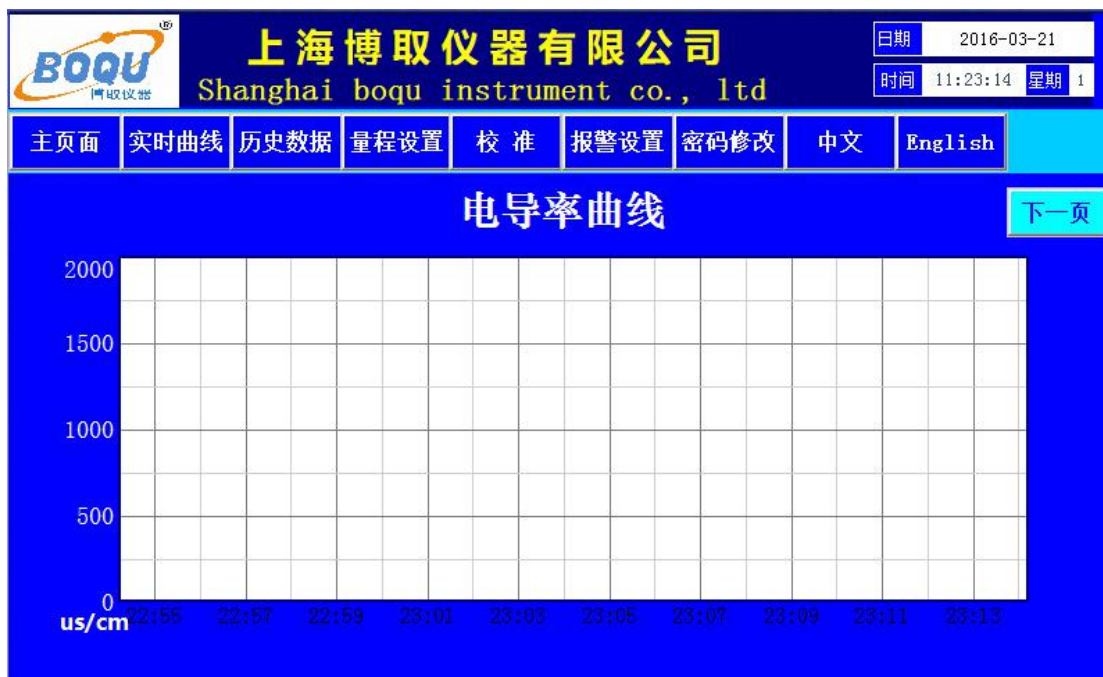 BOQU
®
博取仪器
上海博取仪器有限公司
Shanghai boqu instrument co., ltd
日期 2016-03-21
时间 11:23:14 星期 1
主页面 实时曲线 历史数据 量程设置 校 准 报警设置 密码修改 中文 English
电导率曲线
下一页
2000
1500
1000
500
0
us/cm
22:55 22:57 22:59 23:01 23:03 23:05 23:07 23:09 23:11 23:13